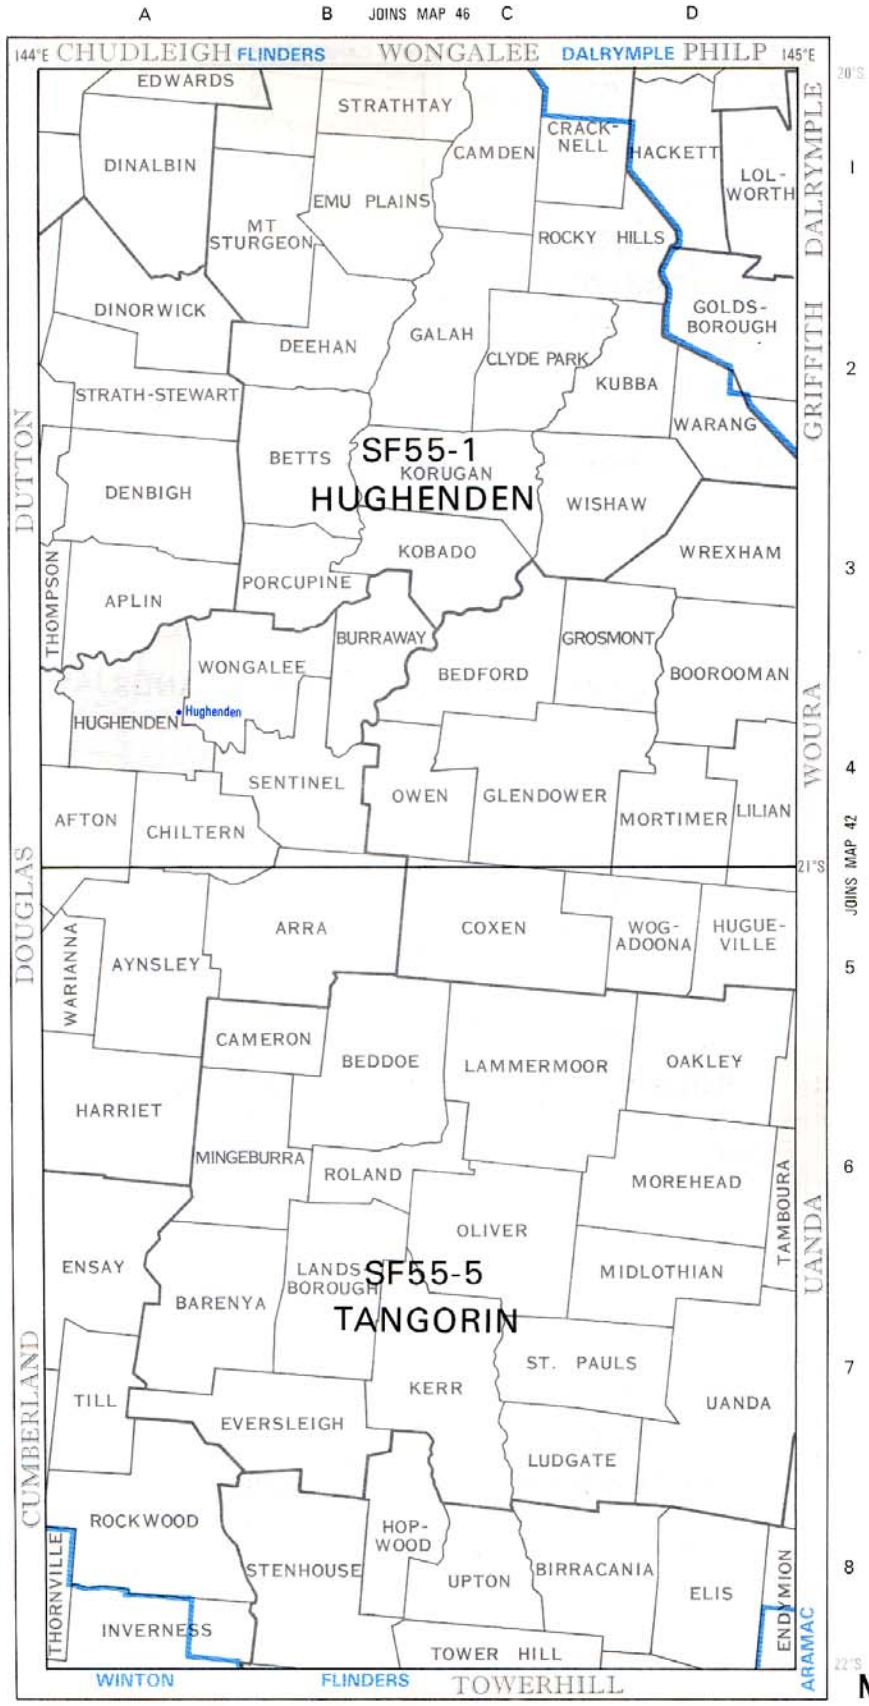 A B JOINS MAP 46 C D
144°E CHUDLEIGH FLINDERS WONGALEE DALRYMPLE PHILP 145°E
20°S
EDWARDS
STRATHTAY
DINALBIN
EMU PLAINS
CAMDEN
CRACK-
NELL
HACKETT
LOL-
WORTH
DALRYMPLE
1
MT
STURGEON
ROCKY HILLS
DINORWICK
DEEHAN
GALAH
GOLDS-
BOROUGH
CLYDE PARK
KUBBA
GRIFFITH
2
STRATH-STEWART
WARANG
DUTTON
BETTS
SF55-1
KORUGAN
HUGHENDEN
DENBIGH
WISHAW
THOMPSON
APLIN
PORCUPINE
KOBADO
WREXHAM
3
WONGALEE
BURRAWAY
BEDFORD
GROSMONT
BOOROOMAN
HUGHENDEN
Hughenden
WOURA
SENTINEL
OWEN
GLENDOWER
MORTIMER
LILIAN
4
AFTON
CHILTERN
JOINS MAP 42
21°S
DOUGLAS
WARIANNA
AYNSLEY
ARRA
COXEN
WOG-
ADOONA
HUGUE-
VILLE
5
CAMERON
BEDDOE
LAMMERMOOR
OAKLEY
HARRIET
MINGEBURRA
ROLAND
MOREHEAD
TAMBOURA
6
OLIVER
UANDA
ENSAY
BARENYA
LANDS-
BOROUGH
SF55-5
TANGORIN
MIDLOTHIAN
CUMBERLAND
TILL
EVERSLEIGH
KERR
ST. PAULS
UANDA
7
LUDGATE
ROCKWOOD
THORNVILLE
STENHOUSE
HOP-
WOOD
UPTON
BIRRACANIA
ELIS
ENDYMION
8
INVERNESS
TOWER HILL
ARAMAC
22°S
WINTON FLINDERS TOWERHILL